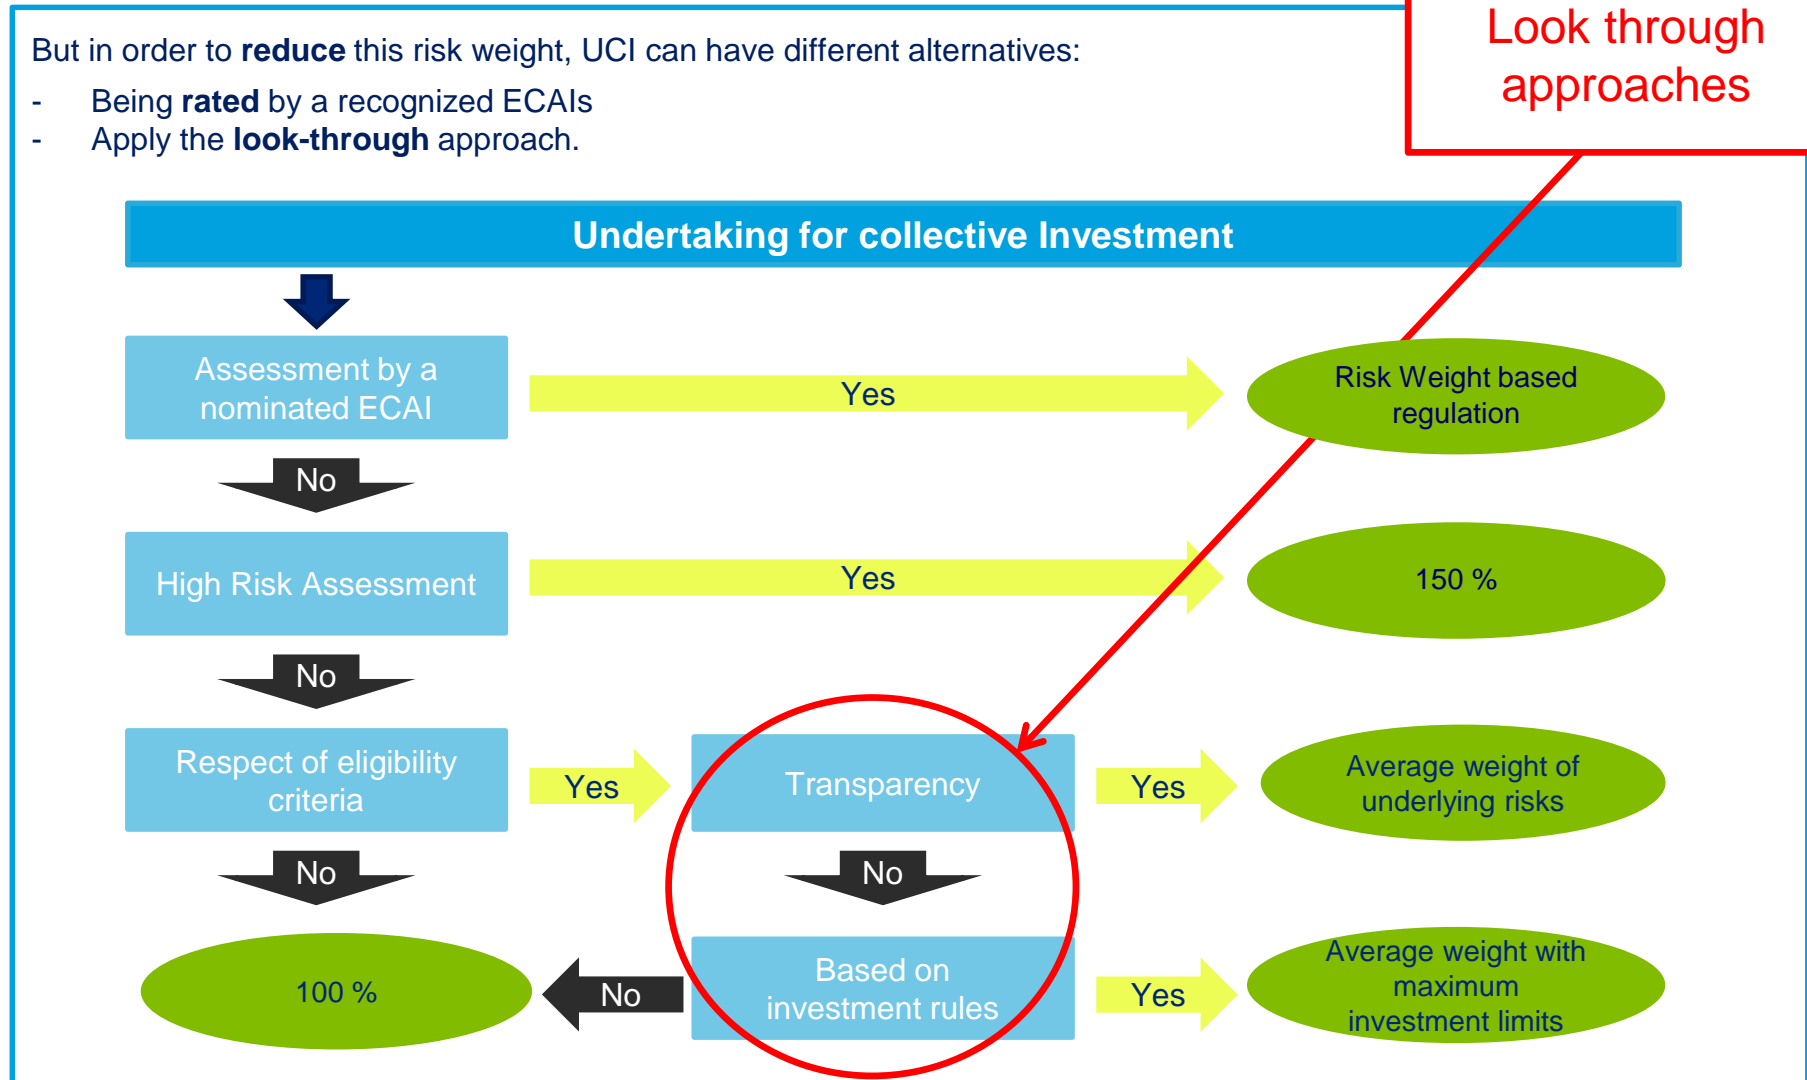 Look through
approaches
But in order to reduce this risk weight, UCI can have different alternatives:
- Being rated by a recognized ECAIs
- Apply the look-through approach.
Undertaking for collective Investment
Assessment by a
nominated ECAI
Yes
Risk Weight based
regulation
No
High Risk Assessment
Yes
150 %
No
Respect of eligibility
criteria
Yes
Transparency
Yes
Average weight of
underlying risks
No
No
100 %
No
Based on
investment rules
Yes
Average weight with
maximum
investment limits